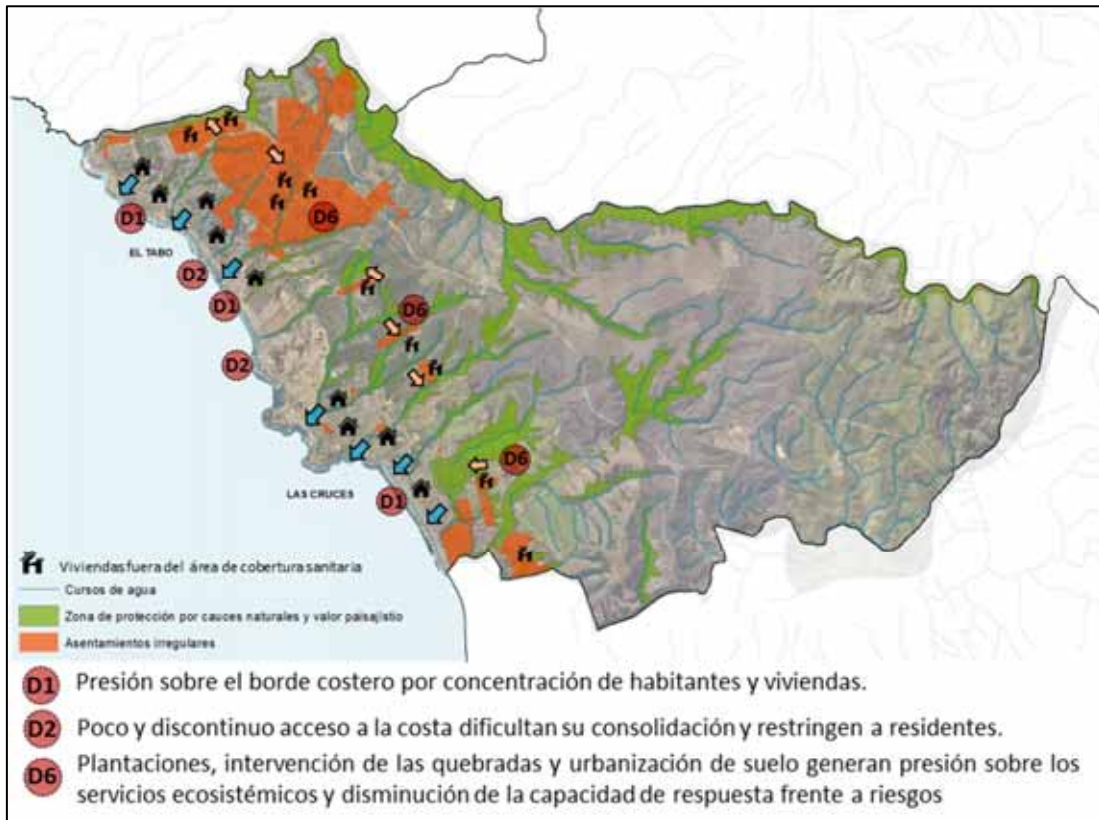 D6
D1
EL TABO
D2
D1
D6
D2
D6
LAS CRUCES
D1
Viviendas fuera del área de cobertura sanitaria
Cursos de agua
Zona de protección por cauces naturales y valor paisajístio
Asentamientos irregulares
D1 Presión sobre el borde costero por concentración de habitantes y viviendas.
D2 Poco y discontinuo acceso a la costa dificultan su consolidación y restringen a residentes.
D6 Plantaciones, intervención de las quebradas y urbanización de suelo generan presión sobre los
servicios ecosistémicos y disminución de la capacidad de respuesta frente a riesgos